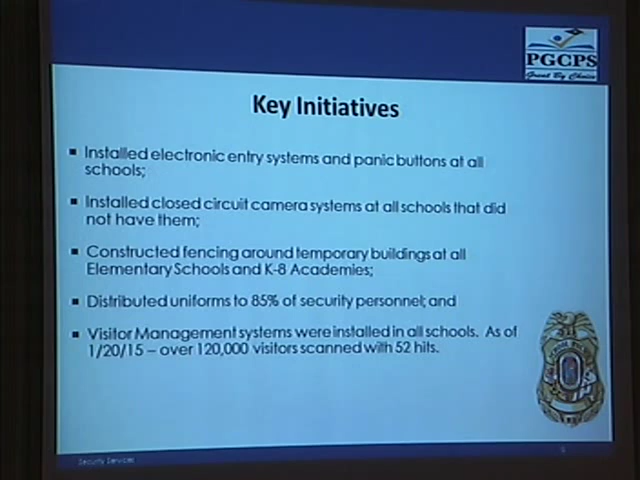 PGCPS
Great By Choice
Key Initiatives
▪ Installed electronic entry systems and panic buttons at all
schools;
▪ Installed closed circuit camera systems at all schools that did
not have them;
▪ Constructed fencing around temporary buildings at all
Elementary Schools and K-8 Academies;
▪ Distributed uniforms to 85% of security personnel; and
▪ Visitor Management systems were installed in all schools. As of
1/20/15 – over 120,000 visitors scanned with 52 hits.
Security Services